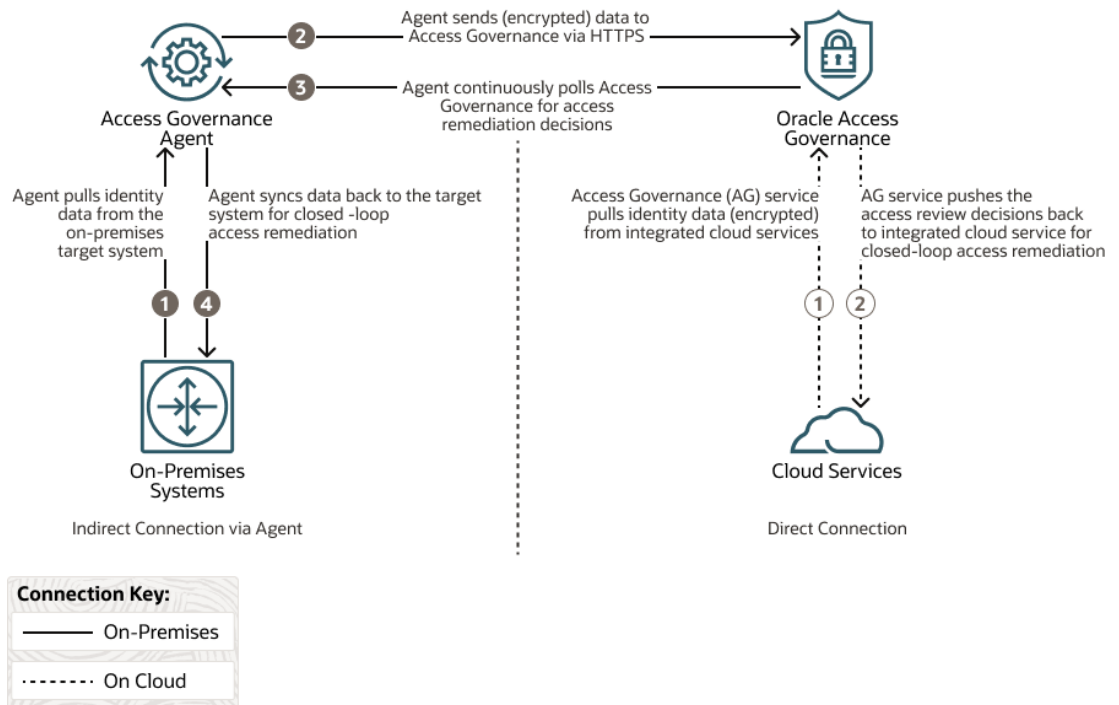 Agent sends (encrypted) data to
Access Governance via HTTPS
2
3
Agent continuously polls Access
Governance for access
remediation decisions
Access Governance
Agent
Oracle Access
Governance
Agent pulls identity
data from the
on-premises
target system
Agent syncs data back to the target
system for closed -loop
access remediation
Access Governance (AG) service
pulls identity data (encrypted)
from integrated cloud services
AG service pushes the
access review decisions back
to integrated cloud service for
closed-loop access remediation
1
4
1
2
On-Premises
Systems
Cloud Services
Indirect Connection via Agent
Direct Connection
Connection Key:
On-Premises
On Cloud